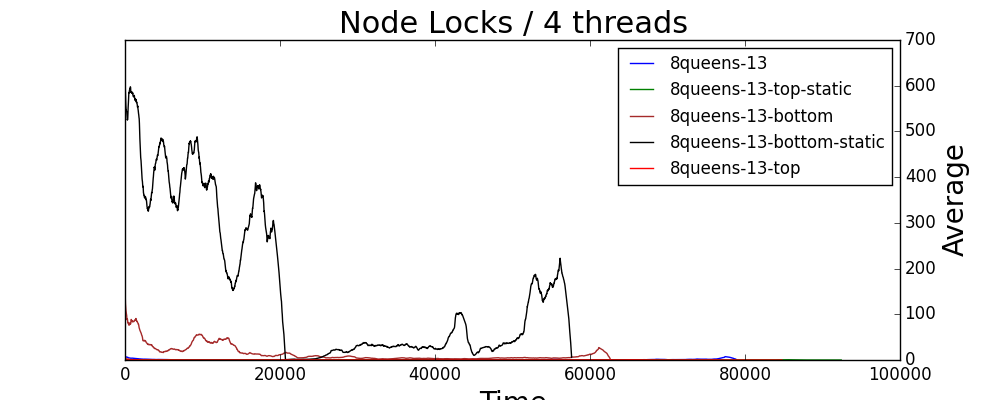 Node Locks / 4 threads
700
600
500
400
300
200
100
0
Average
8queens-13
8queens-13-top-static
8queens-13-bottom
8queens-13-bottom-static
8queens-13-top
0 20000 40000 60000 80000 100000
Time